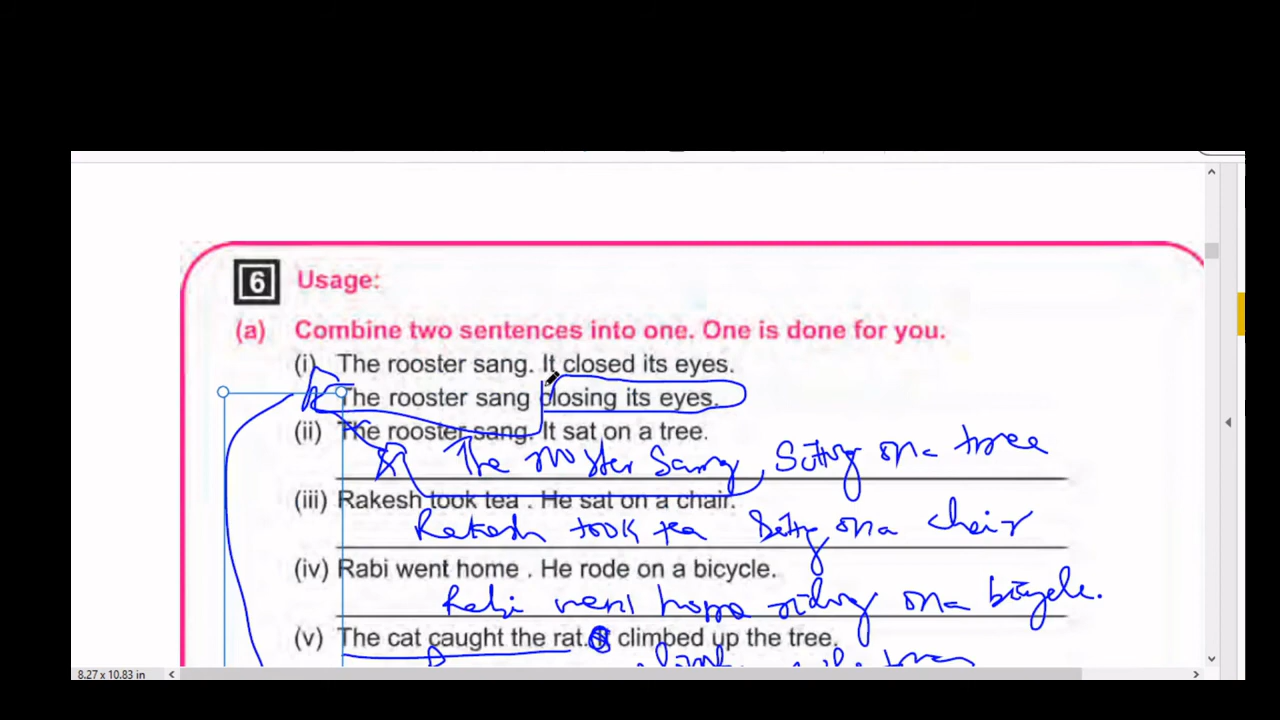 6 Usage:
(a) Combine two sentences into one. One is done for you.
(i) The rooster sang. It closed its eyes.
The rooster sang closing its eyes.
(ii) The rooster sang. It sat on a tree.
The rooster sang sitting on a tree
(iii) Rakesh took tea . He sat on a chair.
Rakesh took tea sitting on a chair
(iv) Rabi went home . He rode on a bicycle.
Rabi went home riding on a bicycle.
(v) The cat caught the rat. climbed up the tree.
8.27 x 10.83 in